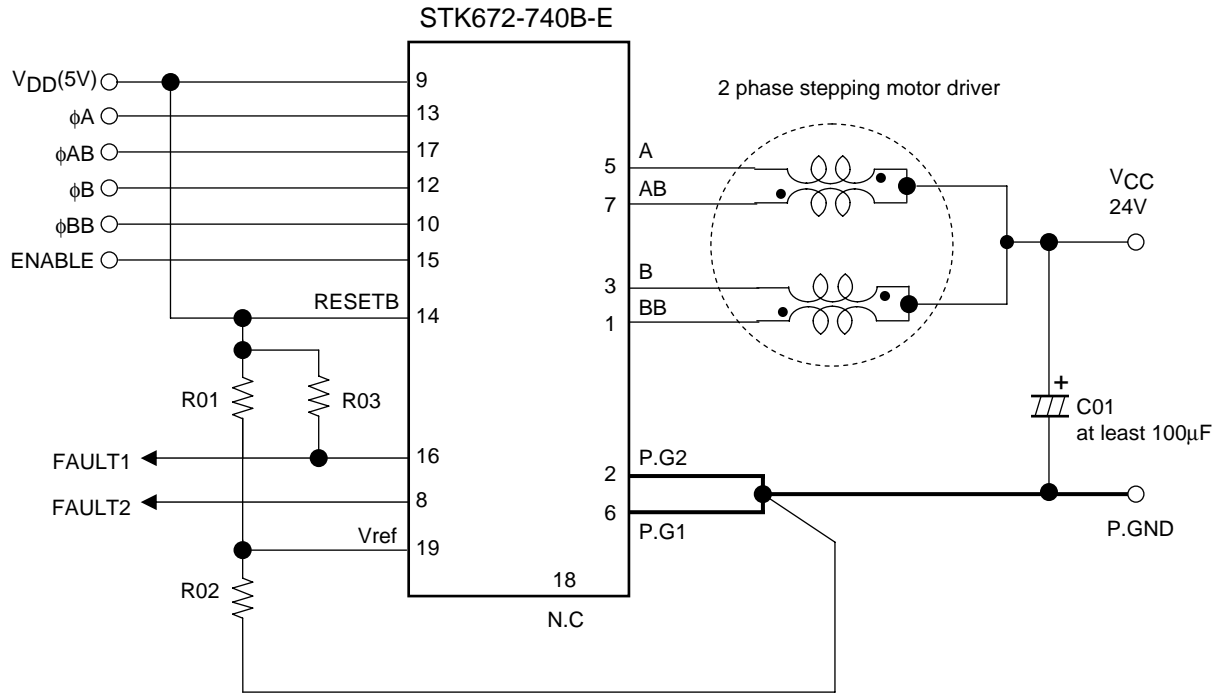 STK672-740B-E
VDD(5V)
9
2 phase stepping motor driver
ϕA
13
ϕAB
17
5
A
ϕB
12
7
AB
VCC
24V
ϕBB
10
ENABLE
15
3
B
RESETB
14
1
BB
R01
R03
+
C01
at least 100μF
FAULT1
16
2
P.G2
FAULT2
8
6
P.G1
P.GND
Vref
19
R02
18
N.C